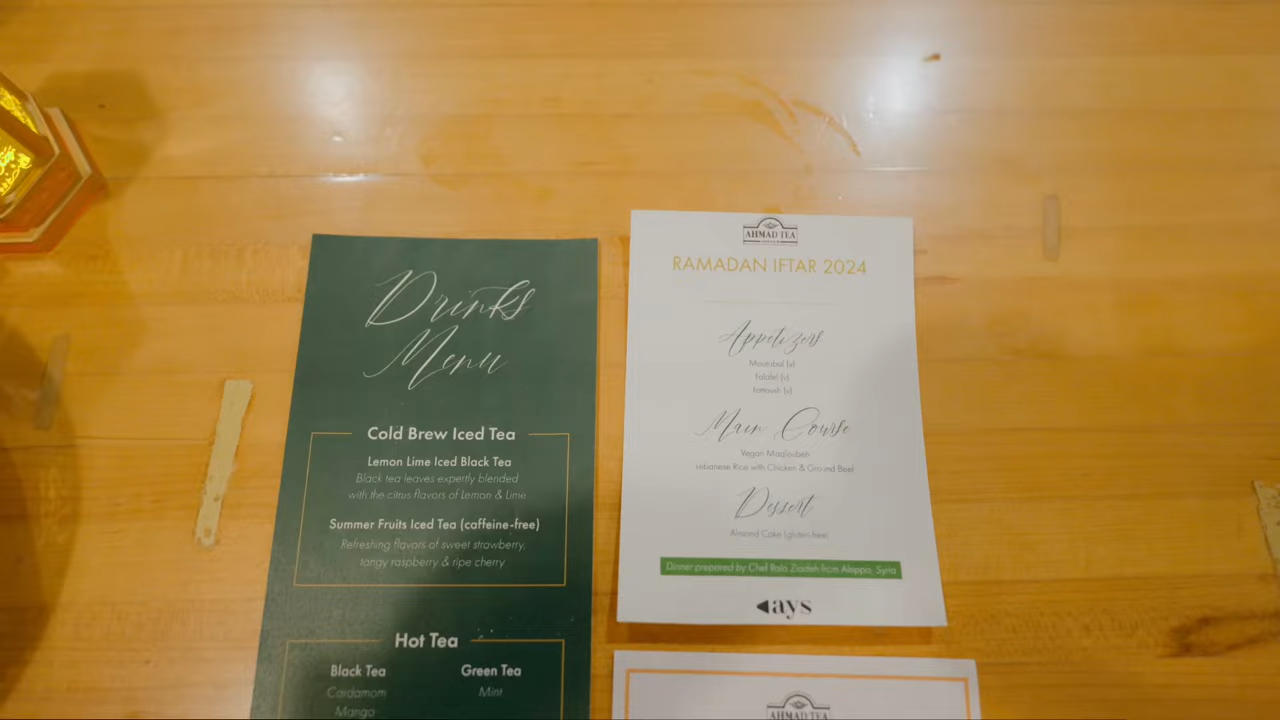 Drinks
Menu
Cold Brew Iced Tea
Lemon Lime Iced Black Tea
Black tea leaves expertly blended
with the citrus flavors of Lemon & Lime
Summer Fruits Iced Tea (caffeine-free)
Refreshing flavors of sweet strawberry,
tangy raspberry & ripe cherry
Hot Tea
Black Tea
Cardamom
Mango
Green Tea
Mint
AHMAD TEA
RAMADAN IFTAR 2024
Appetizers
Moutabal (v)
Falafel (v)
Fattoush (v)
Main Course
Vegan Maqloubeh
Lebanese Rice with Chicken & Ground Beef
Dessert
Almond Cake (gluten-free)
Dinner prepared by Chef Rala Ziadeh from Aleppo, Syria
ays
AHMAD TEA